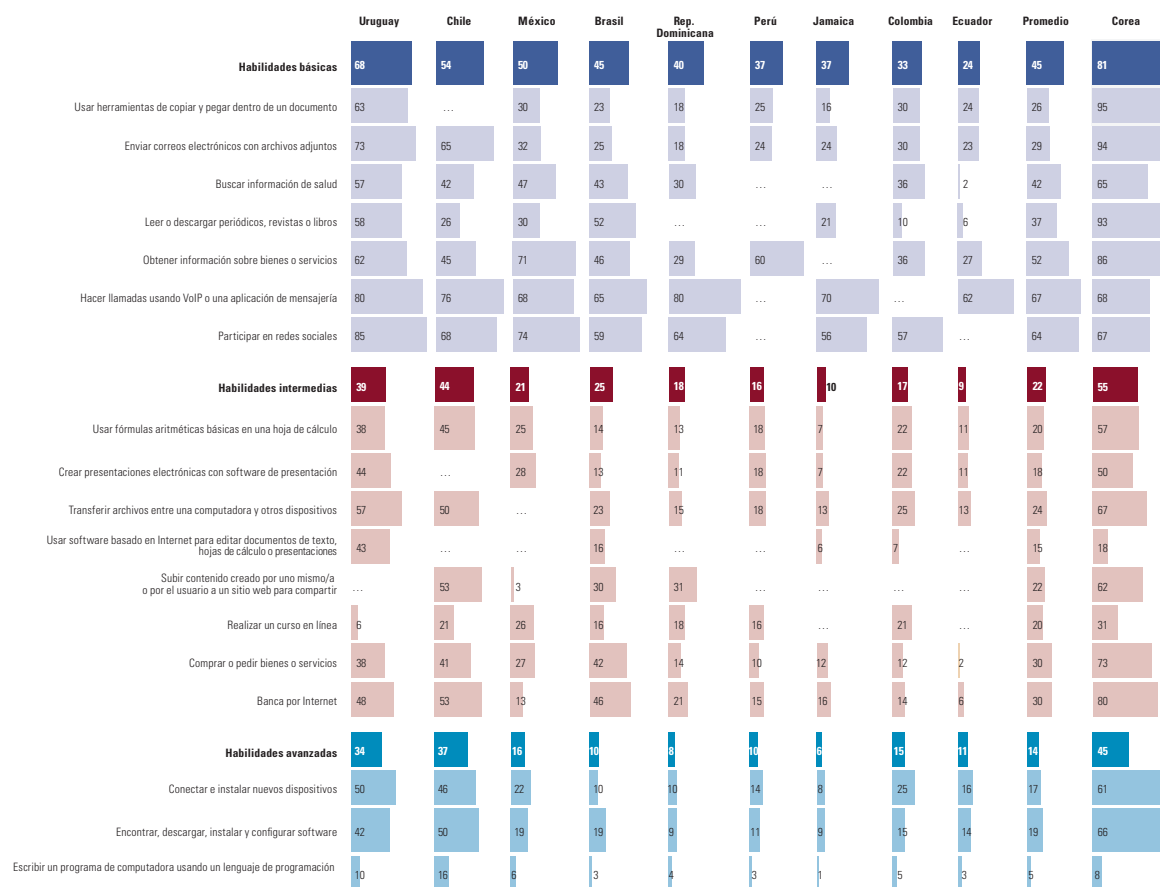 Uruguay Chile México Brasil Rep. Dominicana Perú Jamaica Colombia Ecuador Promedio Corea
Habilidades básicas 68 54 50 45 40 37 37 33 24 45 81
Usar herramientas de copiar y pegar dentro de un documento 63 ... 30 23 18 25 16 30 24 26 95
Enviar correos electrónicos con archivos adjuntos 73 65 32 25 18 24 24 30 23 29 94
Buscar información de salud 57 42 47 43 30 ... ... 36 2 42 65
Leer o descargar periódicos, revistas o libros 58 26 30 52 ... ... 21 10 6 37 93
Obtener información sobre bienes o servicios 62 45 71 46 29 60 ... 36 27 52 86
Hacer llamadas usando VoIP o una aplicación de mensajería 80 76 68 65 80 ... 70 ... 62 67 68
Participar en redes sociales 85 68 74 59 64 ... 56 57 ... 64 67
Habilidades intermedias 39 44 21 25 18 16 10 17 9 22 55
Usar fórmulas aritméticas básicas en una hoja de cálculo 38 45 25 14 13 18 7 22 11 20 57
Crear presentaciones electrónicas con software de presentación 44 ... 28 13 11 18 7 22 11 18 50
Transferir archivos entre una computadora y otros dispositivos 57 50 ... 23 15 18 13 25 13 24 67
Usar software basado en Internet para editar documentos de texto,
hojas de cálculo o presentaciones 43 ... ... 16 ... ... 6 7 ... 15 18
Subir contenido creado por uno mismo/a
o por el usuario a un sitio web para compartir ... 53 3 30 31 ... ... ... ... 22 62
Realizar un curso en línea 6 21 26 16 18 16 ... 21 ... 20 31
Comprar o pedir bienes o servicios 38 41 27 42 14 10 12 12 2 30 73
Banca por Internet 48 53 13 46 21 15 16 14 6 30 80
Habilidades avanzadas 34 37 16 10 8 10 6 15 11 14 45
Conectar e instalar nuevos dispositivos 50 46 22 10 10 14 8 25 16 17 61
Encontrar, descargar, instalar y configurar software 42 50 19 19 9 11 9 15 14 19 66
Escribir un programa de computadora usando un lenguaje de programación 10 16 6 3 4 3 1 5 3 5 8